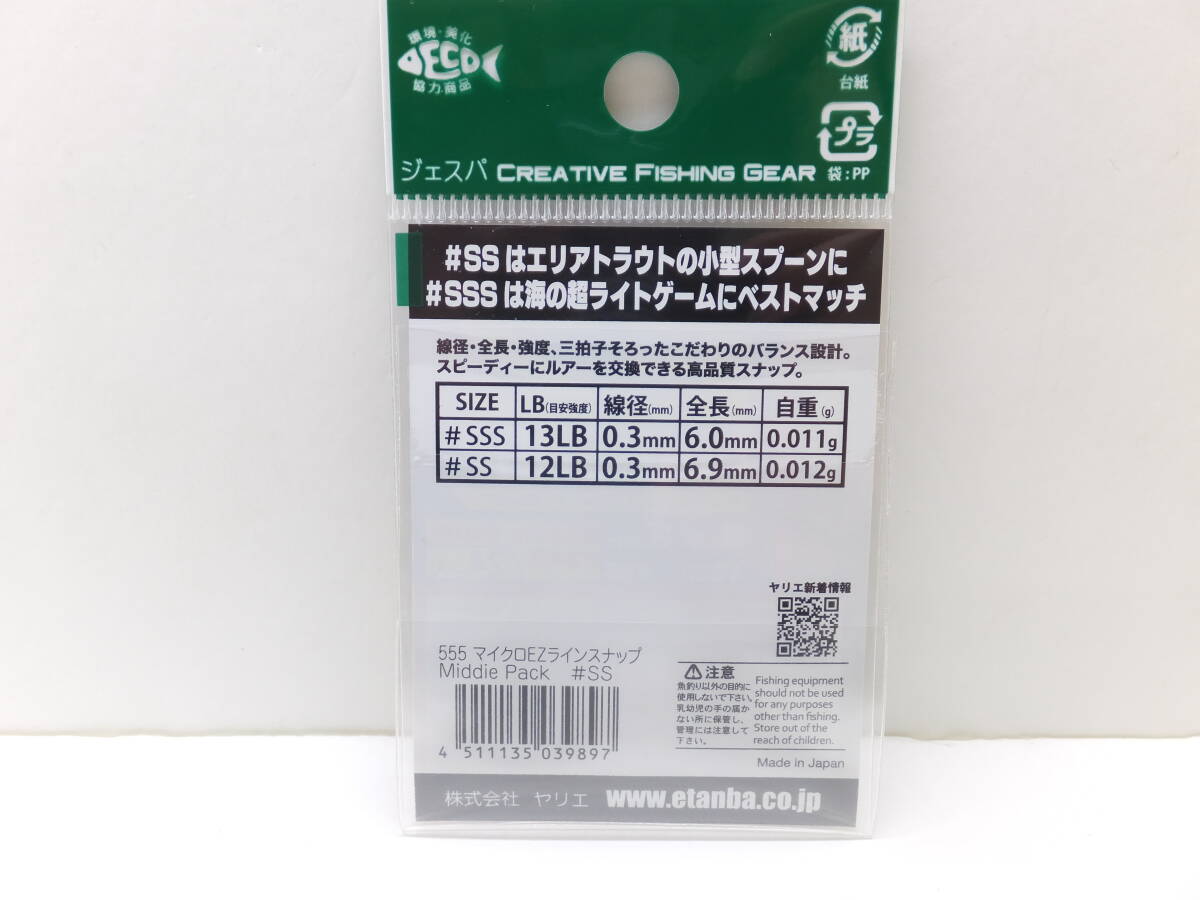 環境・美化
ECO
協力商品
紙
台紙
プラ
袋:PP
ジェスパ CREATIVE FISHING GEAR
#SSはエリアトラウトの小型スプーンに
#SSSは海の超ライトゲームにベストマッチ
線径・全長・強度、三拍子そろったこだわりのバランス設計。
スピーディーにルアーを交換できる高品質スナップ。
SIZE LB(目安強度) 線径(mm) 全長(mm) 自重(g)
#SSS 13LB 0.3mm 6.0mm 0.011g
#SS 12LB 0.3mm 6.9mm 0.012g
ヤリエ新着情報
555 マイクロEZラインスナップ
Middie Pack #SS
4 511135 039897
注意
魚釣り以外の目的に
使用しないで下さい。
乳幼児の手の届か
ない所に保管し、
管理には注意して
下さい。
Fishing equipment
should not be used
for any purposes
other than fishing.
Store out of the
reach of children.
Made in Japan
株式会社 ヤリエ www.etanba.co.jp